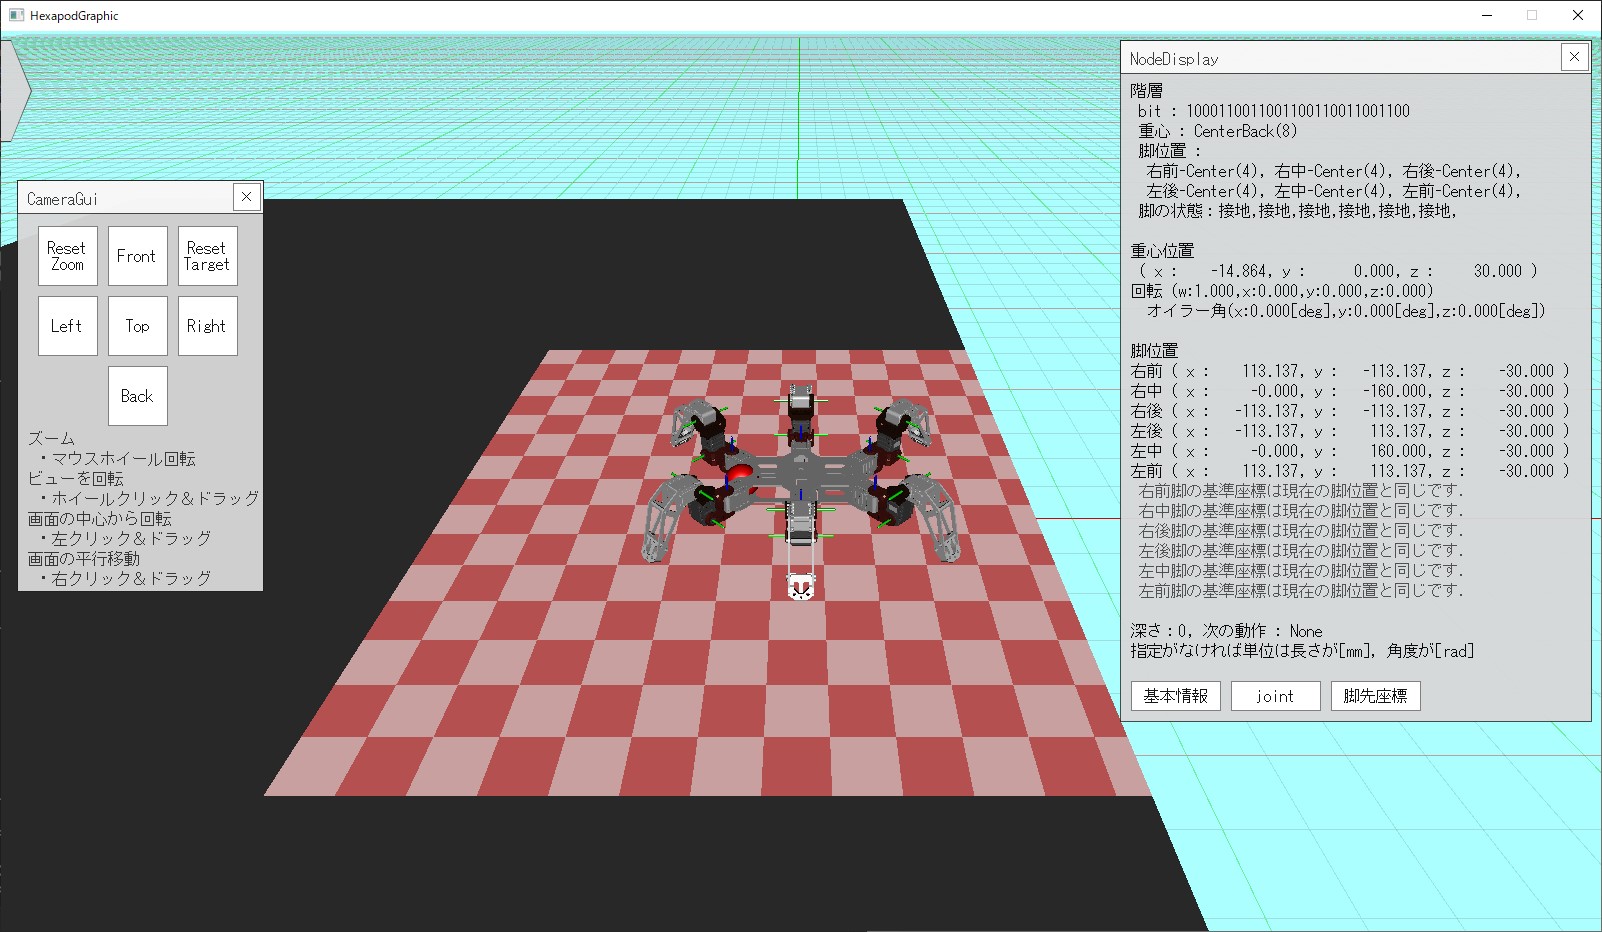 HexapodGraphic
CameraGui
Reset Zoom
Front
Reset Target
Left
Top
Right
Back
ズーム
・マウスホイール回転
ビューを回転
・ホイールクリック＆ドラッグ
画面の中心から回転
・左クリック＆ドラッグ
画面の平行移動
・右クリック＆ドラッグ
NodeDisplay
階層
bit : 1000110011001100110011001100
重心 : CenterBack(8)
脚位置 :
右前-Center(4), 右中-Center(4), 右後-Center(4),
左後-Center(4), 左中-Center(4), 左前-Center(4),
脚の状態：接地,接地,接地,接地,接地,接地,
重心位置
( x : -14.864, y : 0.000, z : 30.000 )
回転 (w:1.000,x:0.000,y:0.000,z:0.000)
オイラー角(x:0.000[deg],y:0.000[deg],z:0.000[deg])
脚位置
右前 ( x : 113.137, y : -113.137, z : -30.000 )
右中 ( x : -0.000, y : -160.000, z : -30.000 )
右後 ( x : -113.137, y : -113.137, z : -30.000 )
左後 ( x : -113.137, y : 113.137, z : -30.000 )
左中 ( x : -0.000, y : 160.000, z : -30.000 )
左前 ( x : 113.137, y : 113.137, z : -30.000 )
右前脚の基準座標は現在の脚位置と同じです.
右中脚の基準座標は現在の脚位置と同じです.
右後脚の基準座標は現在の脚位置と同じです.
左後脚の基準座標は現在の脚位置と同じです.
左中脚の基準座標は現在の脚位置と同じです.
左前脚の基準座標は現在の脚位置と同じです.
深さ：0, 次の動作 : None
指定がなければ単位は長さが[mm], 角度が[rad]
基本情報
joint
脚先座標